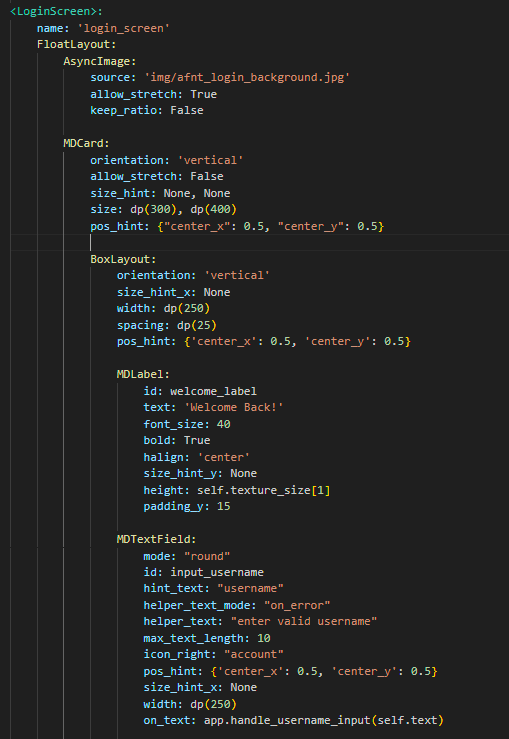 <LoginScreen>:
    name: 'login_screen'
    FloatLayout:
        AsyncImage:
            source: 'img/afnt_login_background.jpg'
            allow_stretch: True
            keep_ratio: False

        MDCard:
            orientation: 'vertical'
            allow_stretch: False
            size_hint: None, None
            size: dp(300), dp(400)
            pos_hint: {"center_x": 0.5, "center_y": 0.5}

            BoxLayout:
                orientation: 'vertical'
                size_hint_x: None
                width: dp(250)
                spacing: dp(25)
                pos_hint: {'center_x': 0.5, 'center_y': 0.5}

                MDLabel:
                    id: welcome_label
                    text: 'Welcome Back!'
                    font_size: 40
                    bold: True
                    halign: 'center'
                    size_hint_y: None
                    height: self.texture_size[1]
                    padding_y: 15

                MDTextField:
                    mode: "round"
                    id: input_username
                    hint_text: "username"
                    helper_text_mode: "on_error"
                    helper_text: "enter valid username"
                    max_text_length: 10
                    icon_right: "account"
                    pos_hint: {'center_x': 0.5, 'center_y': 0.5}
                    size_hint_x: None
                    width: dp(250)
                    on_text: app.handle_username_input(self.text)